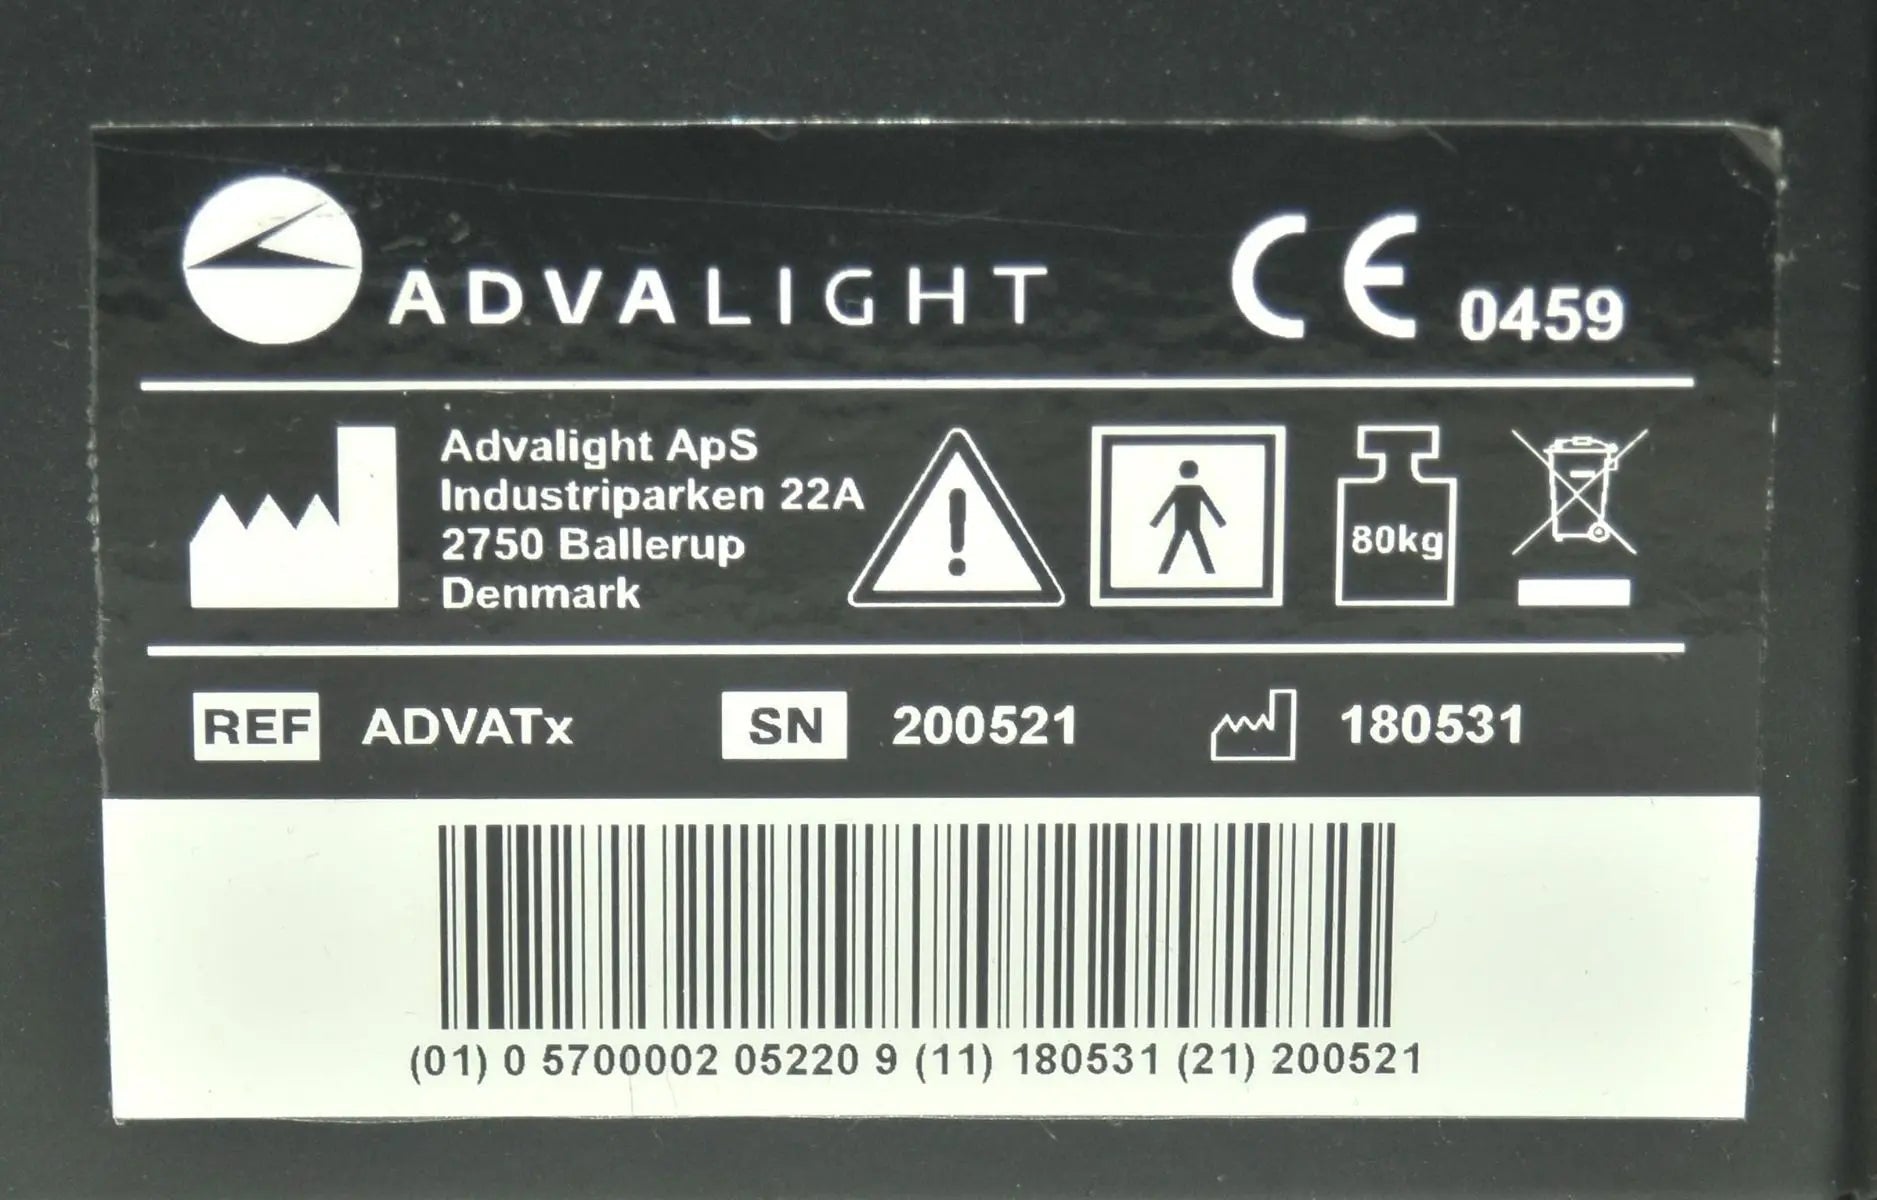 ADVALIGHT
CE 0459
Advalight ApS
Industriparken 22A
2750 Ballerup
Denmark
80kg
REF ADVATx SN 200521 180531
(01) 0 5700002 05220 9 (11) 180531 (21) 200521